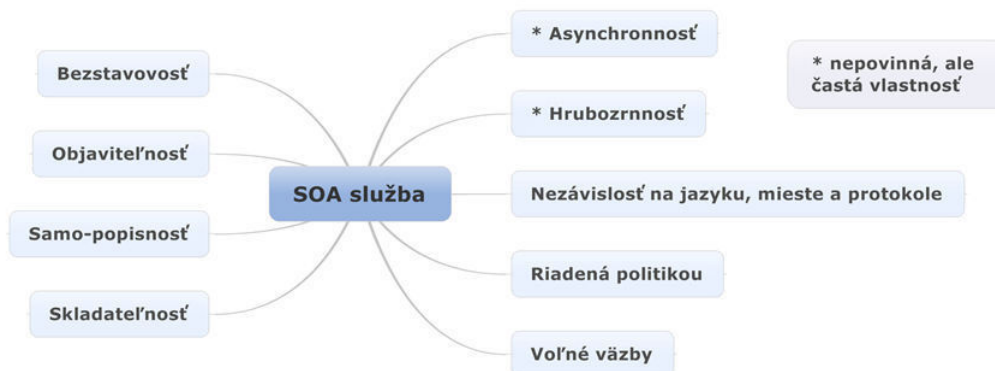 * Asynchronnosť
* nepovinná, ale
častá vlastnosť
Bezstavovosť
* Hrubozrnnosť
Objaviteľnosť
SOA služba
Nezávislosť na jazyku, mieste a protokole
Samo-popisnosť
Riadená politikou
Skladateľnosť
Voľné väzby